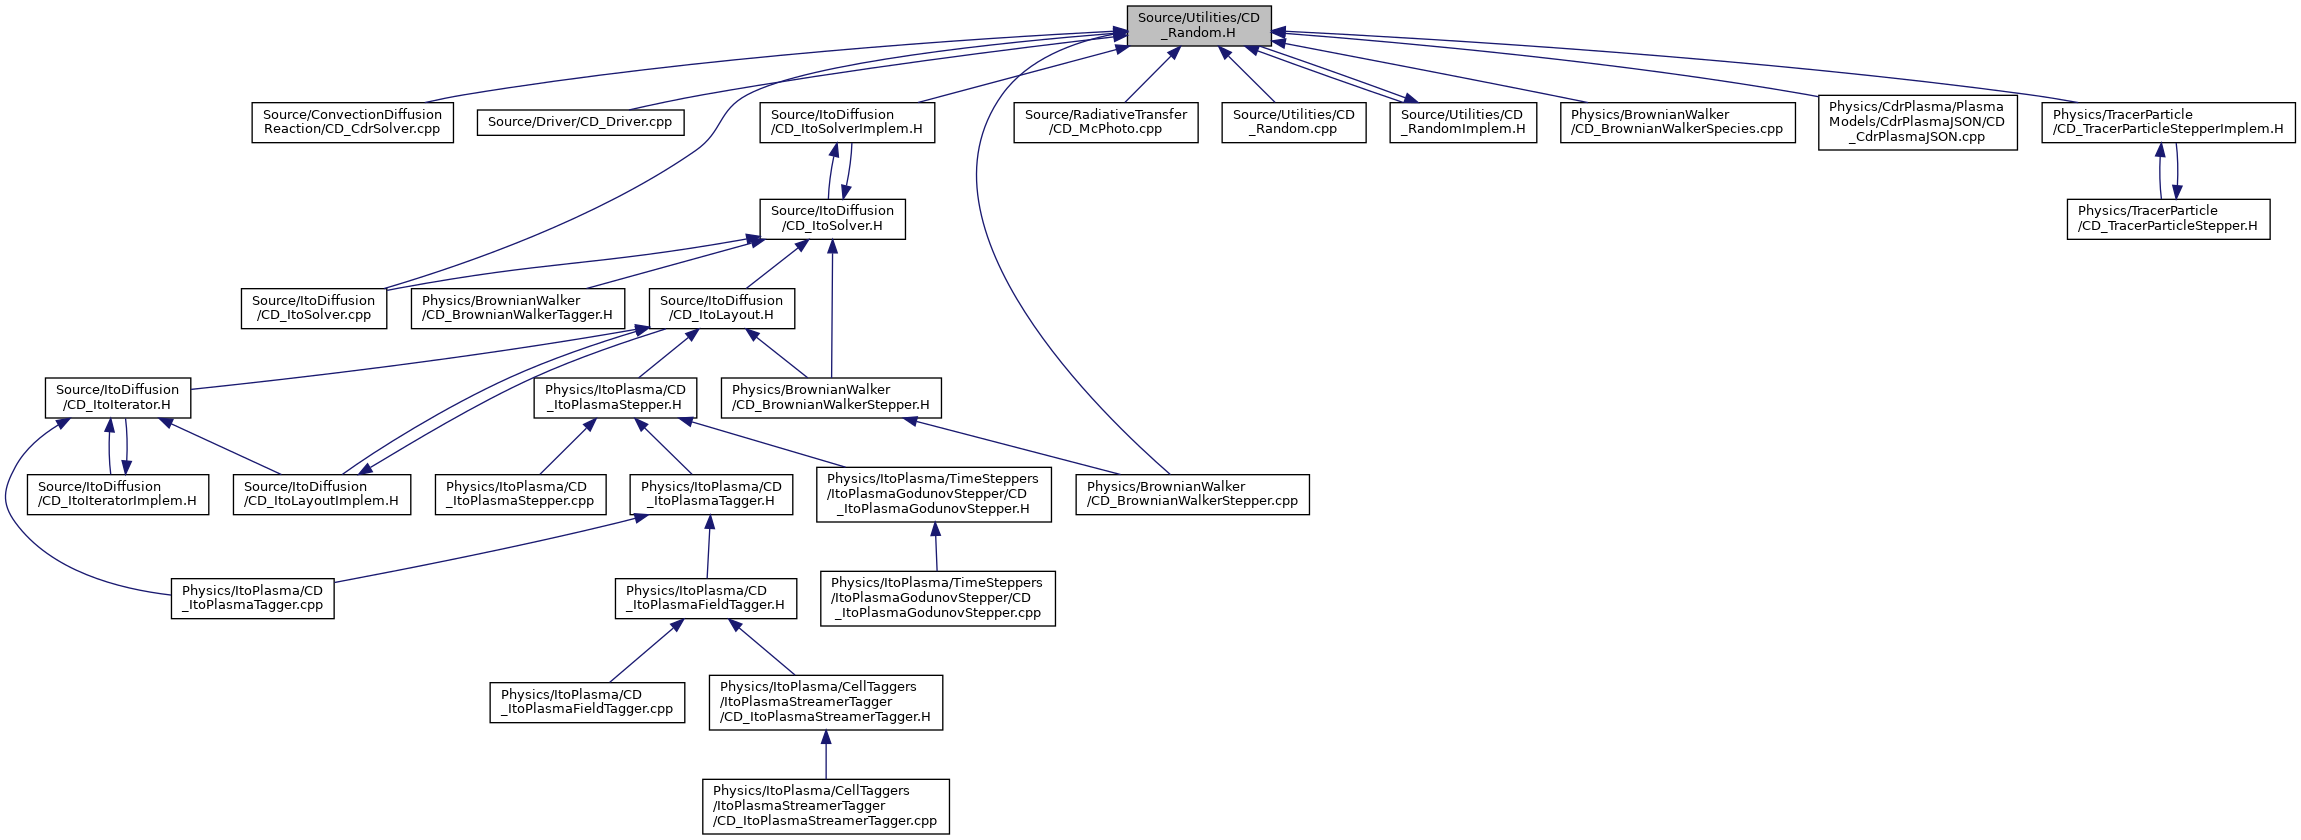 Source/Utilities/CD
_Random.H
Source/ConvectionDiffusion
Reaction/CD_CdrSolver.cpp
Source/Driver/CD_Driver.cpp
Source/ItoDiffusion
/CD_ItoSolverImplem.H
Source/RadiativeTransfer
/CD_McPhoto.cpp
Source/Utilities/CD
_Random.cpp
Source/Utilities/CD
_RandomImplem.H
Physics/BrownianWalker
/CD_BrownianWalkerSpecies.cpp
Physics/CdrPlasma/Plasma
Models/CdrPlasmaJSON/CD
_CdrPlasmaJSON.cpp
Physics/TracerParticle
/CD_TracerParticleStepperImplem.H
Source/ItoDiffusion
/CD_ItoSolver.H
Physics/TracerParticle
/CD_TracerParticleStepper.H
Source/ItoDiffusion
/CD_ItoSolver.cpp
Physics/BrownianWalker
/CD_BrownianWalkerTagger.H
Source/ItoDiffusion
/CD_ItoLayout.H
Source/ItoDiffusion
/CD_ItoIterator.H
Physics/ItoPlasma/CD
_ItoPlasmaStepper.H
Physics/BrownianWalker
/CD_BrownianWalkerStepper.H
Source/ItoDiffusion
/CD_ItoIteratorImplem.H
Source/ItoDiffusion
/CD_ItoLayoutImplem.H
Physics/ItoPlasma/CD
_ItoPlasmaStepper.cpp
Physics/ItoPlasma/CD
_ItoPlasmaTagger.H
Physics/ItoPlasma/TimeSteppers
/ItoPlasmaGodunovStepper/CD
_ItoPlasmaGodunovStepper.H
Physics/BrownianWalker
/CD_BrownianWalkerStepper.cpp
Physics/ItoPlasma/CD
_ItoPlasmaTagger.cpp
Physics/ItoPlasma/CD
_ItoPlasmaFieldTagger.H
Physics/ItoPlasma/TimeSteppers
/ItoPlasmaGodunovStepper/CD
_ItoPlasmaGodunovStepper.cpp
Physics/ItoPlasma/CD
_ItoPlasmaFieldTagger.cpp
Physics/ItoPlasma/CellTaggers
/ItoPlasmaStreamerTagger
/CD_ItoPlasmaStreamerTagger.H
Physics/ItoPlasma/CellTaggers
/ItoPlasmaStreamerTagger
/CD_ItoPlasmaStreamerTagger.cpp